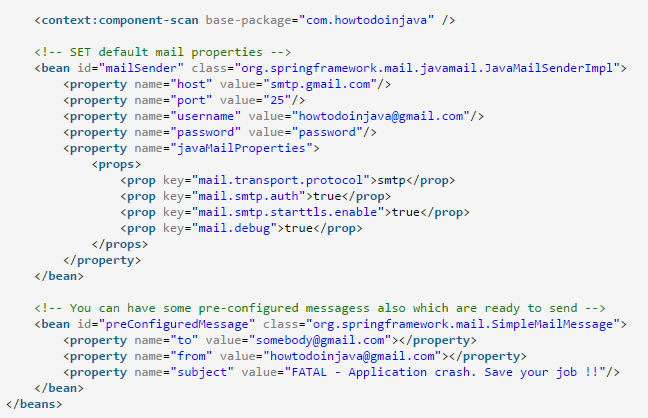 <context:component-scan base-package="com.howtodoinjava" />
<!-- SET default mail properties -->
<bean id="mailSender" class="org.springframework.mail.javamail.JavaMailSenderImpl">
<property name="host" value="smtp.gmail.com"/>
<property name="port" value="25"/>
<property name="username" value="howtodoinjava@gmail.com"/>
<property name="password" value="password"/>
<property name="javaMailProperties">
<props>
<prop key="mail.transport.protocol">smtp</prop>
<prop key="mail.smtp.auth">true</prop>
<prop key="mail.smtp.starttls.enable">true</prop>
<prop key="mail.debug">true</prop>
</props>
</property>
</bean>
<!-- You can have some pre-configured messagess also which are ready to send -->
<bean id="preConfiguredMessage" class="org.springframework.mail.SimpleMailMessage">
<property name="to" value="somebody@gmail.com"></property>
<property name="from" value="howtodoinjava@gmail.com"></property>
<property name="subject" value="FATAL - Application crash. Save your job !!"/>
</bean>
</beans>